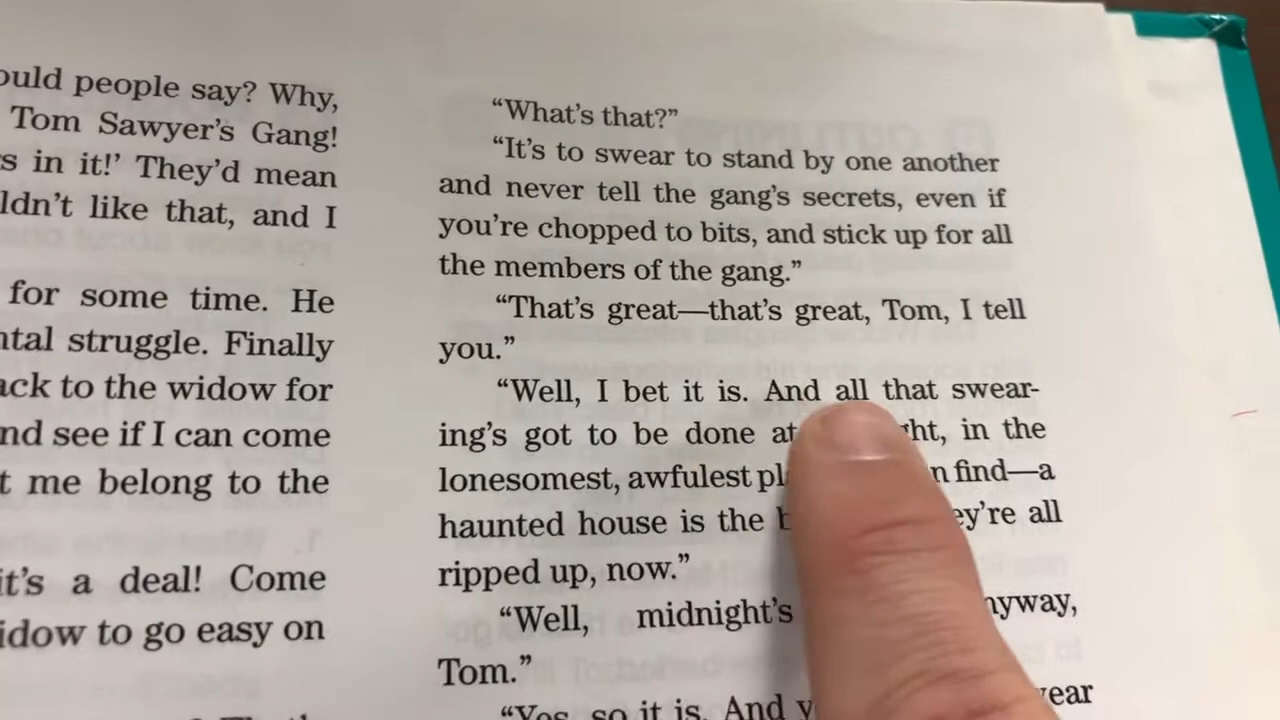 ould people say? Why,
Tom Sawyer's Gang!
s in it!' They'd mean
ldn't like that, and I
for some time. He
ntal struggle. Finally
ack to the widow for
nd see if I can come
t me belong to the
it's a deal! Come
idow to go easy on
“What's that?”
“It's to swear to stand by one another
and never tell the gang's secrets, even if
you're chopped to bits, and stick up for all
the members of the gang.”
“That's great—that's great, Tom, I tell
you.”
“Well, I bet it is. And all that swear-
ing's got to be done at ht, in the
lonesomest, awfulest pl n find—a
haunted house is the b ey're all
ripped up, now.”
“Well, midnight's nyway,
Tom.”
“Yes, so it is. And y